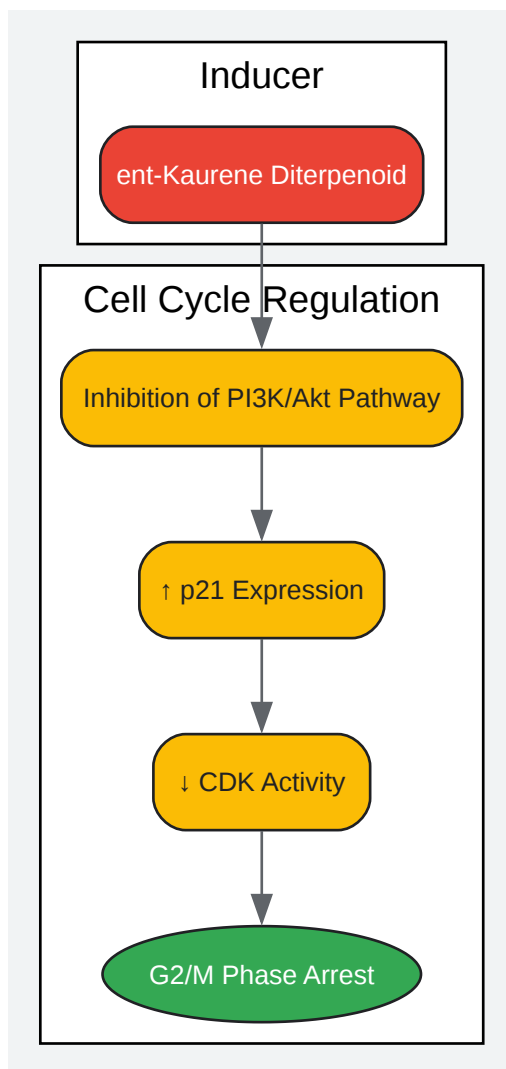 Inducer
ent-Kaurene Diterpenoid
Cell Cycle Regulation
Inhibition of PI3K/Akt Pathway
↑ p21 Expression
↓ CDK Activity
G2/M Phase Arrest